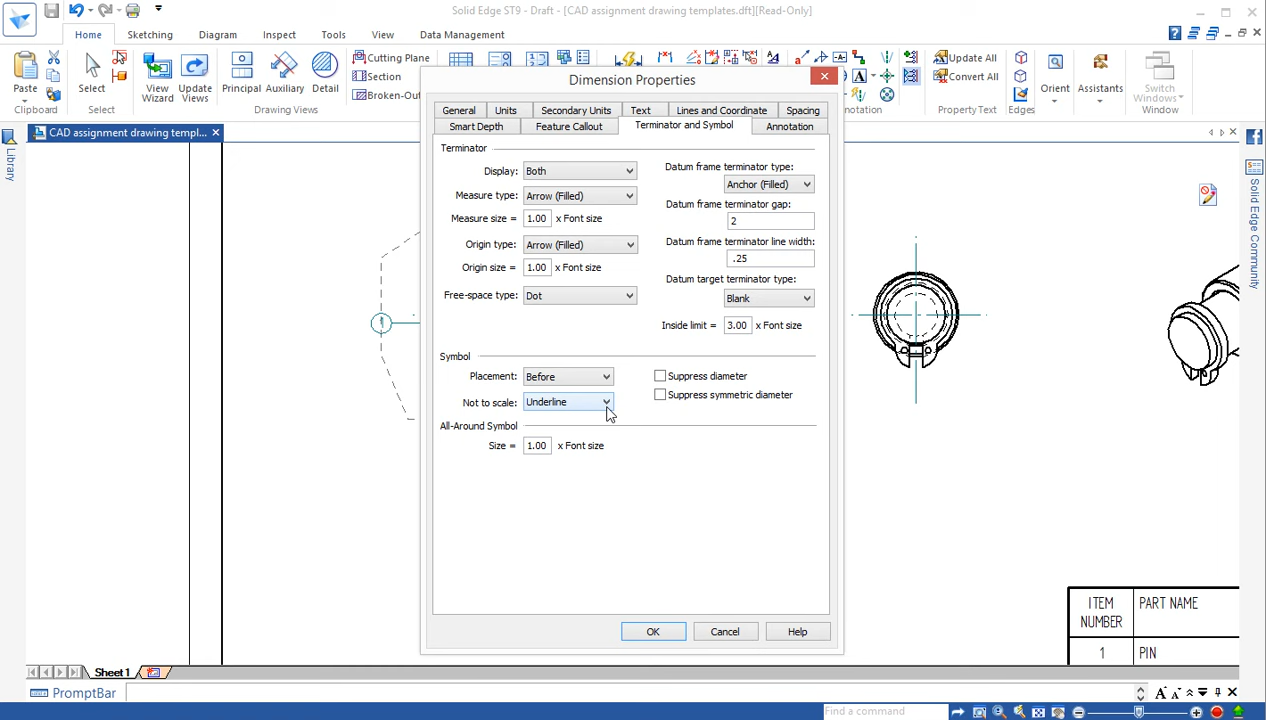 Solid Edge ST9 - Draft - [CAD assignment drawing templates.dft][Read-Only]
Home Sketching Diagram Inspect Tools View Data Management
Paste
Clipboard
Select
Select
View Wizard
Update Views
Principal
Auxiliary
Detail
Cutting Plane
Section
Broken-Out
Drawing Views
Update All
Convert All
Property Text
Edges
Orient
Assistants
Switch Windows
Windows
CAD assignment drawing templ...
Library
Dimension Properties
General Units Secondary Units Text Lines and Coordinate Spacing
Smart Depth Feature Callout Terminator and Symbol Annotation
Terminator
Display: Both
Measure type: Arrow (Filled)
Measure size = 1.00 x Font size
Origin type: Arrow (Filled)
Origin size = 1.00 x Font size
Free-space type: Dot
Datum frame terminator type:
Anchor (Filled)
Datum frame terminator gap:
2
Datum frame terminator line width:
.25
Datum target terminator type:
Blank
Inside limit = 3.00 x Font size
Symbol
Placement: Before
Not to scale: Underline
Suppress diameter
Suppress symmetric diameter
All-Around Symbol
Size = 1.00 x Font size
OK Cancel Help
Solid Edge Community
ITEM NUMBER PART NAME
1 PIN
Sheet1
PromptBar
Find a command